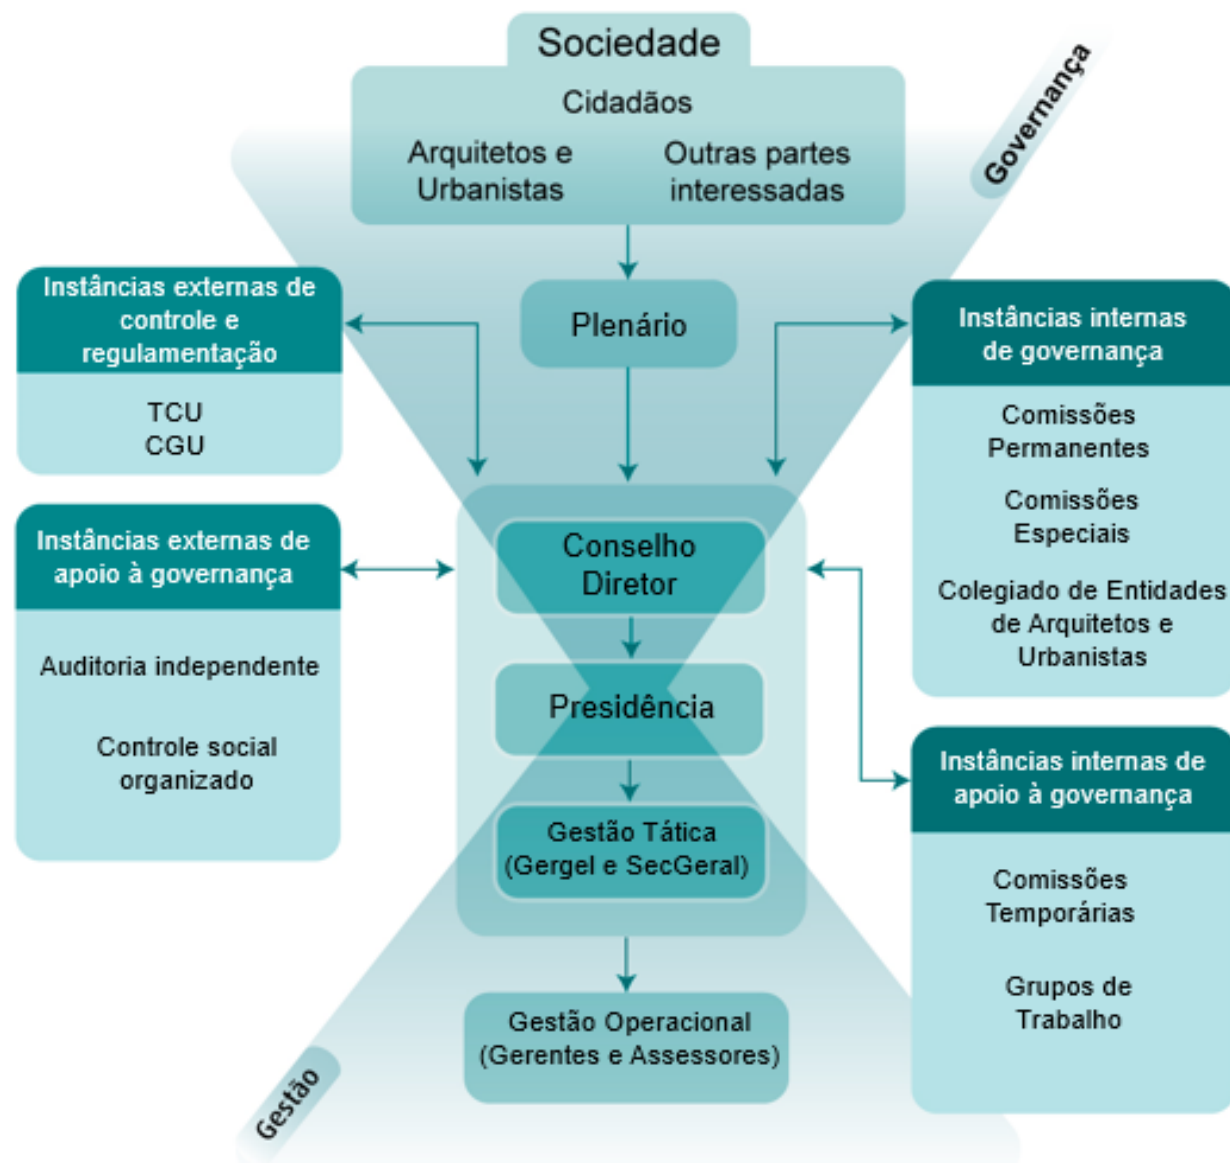 Sociedade
Cidadãos
Arquitetos e
Urbanistas
Outras partes
interessadas
Governança
Plenário
Instâncias externas de
controle e
regulamentação
TCU
CGU
Instâncias internas
de governança
Comissões
Permanentes
Comissões
Especiais
Colegiado de Entidades
de Arquitetos e
Urbanistas
Instâncias externas de
apoio à governança
Auditoria independente
Controle social
organizado
Conselho
Diretor
Presidência
Gestão Tática
(Gergel e SecGeral)
Instâncias internas de
apoio à governança
Comissões
Temporárias
Grupos de
Trabalho
Gestão Operacional
(Gerentes e Assessores)
Gestão